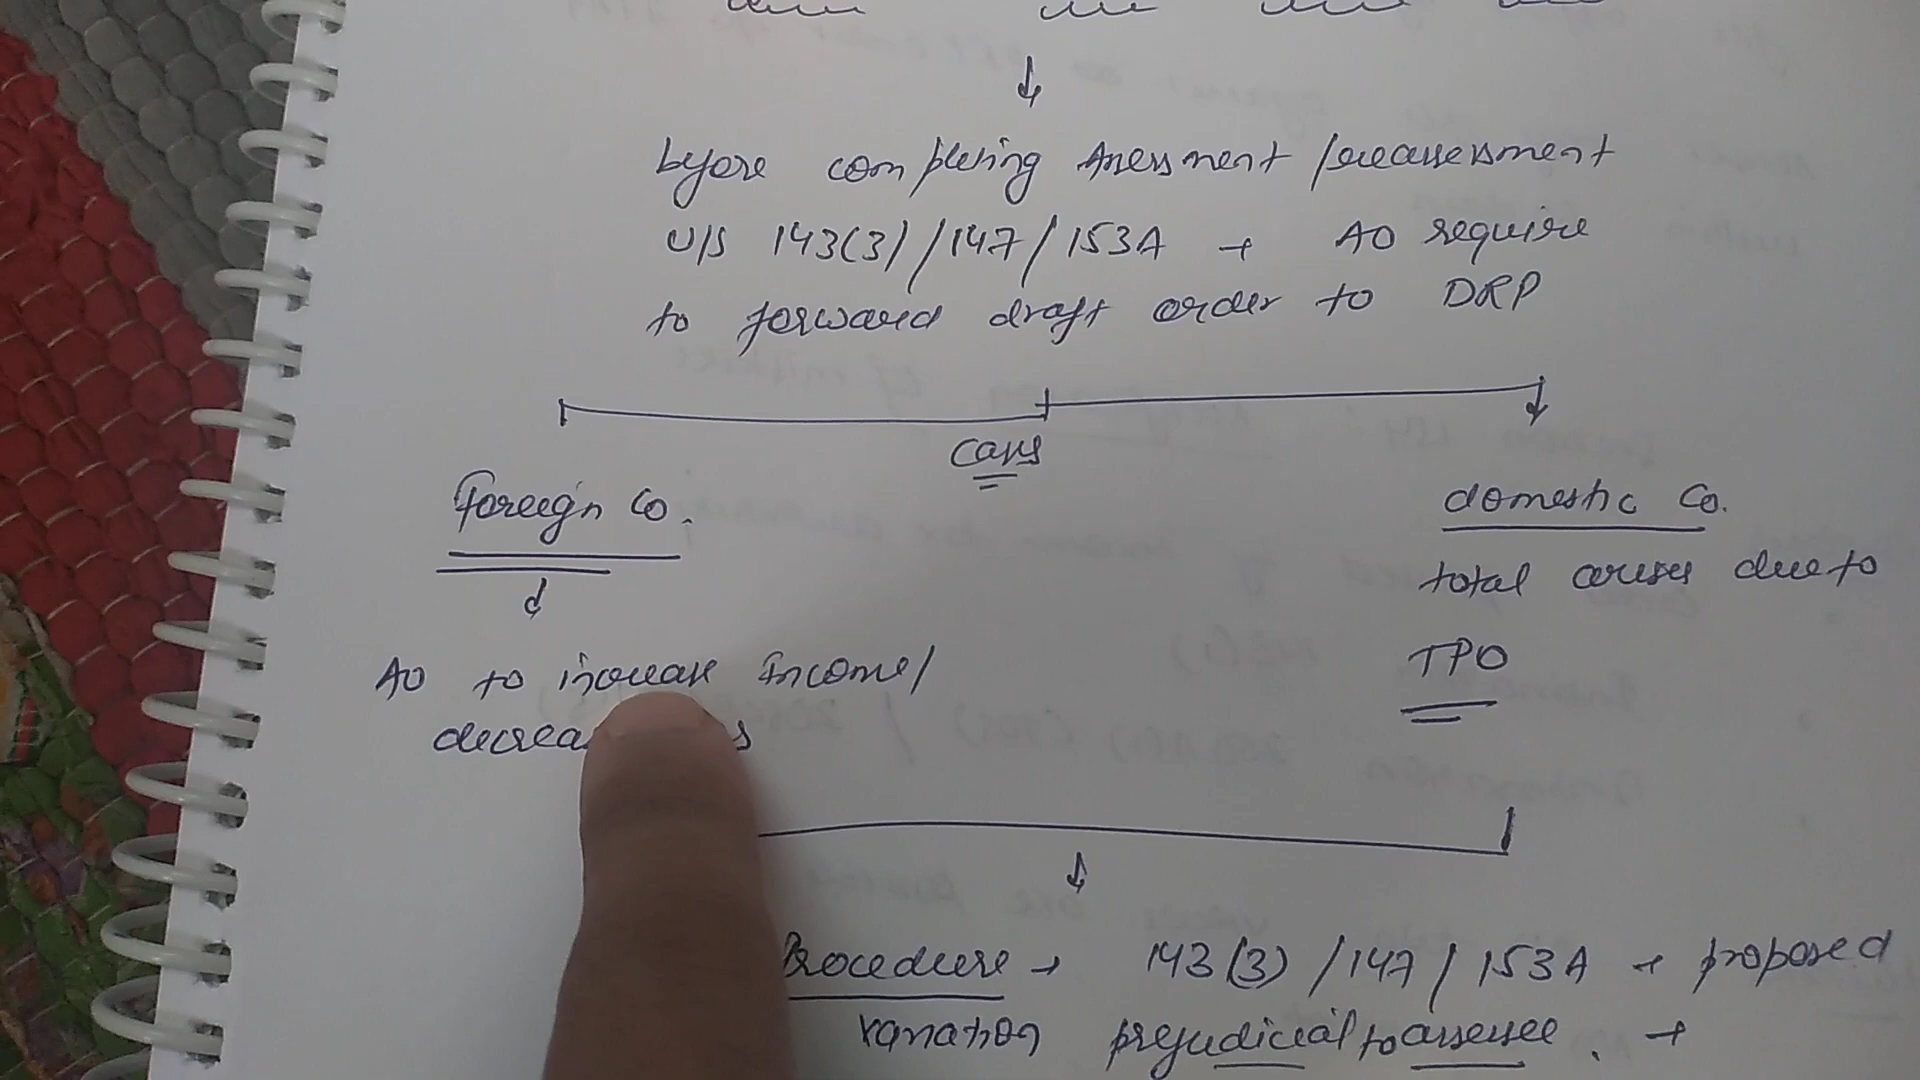 before completing Assessment / reassessment
U/S 143(3) / 147 / 153A → AO require
to forward draft order to DRP
Cases
Foreign Co.
AO to increase Income/
decrea
domestic Co.
total arises due to
TPO
Procedure → 143(3) / 147 / 153A → proposed
variation prejudicial to assessee. →